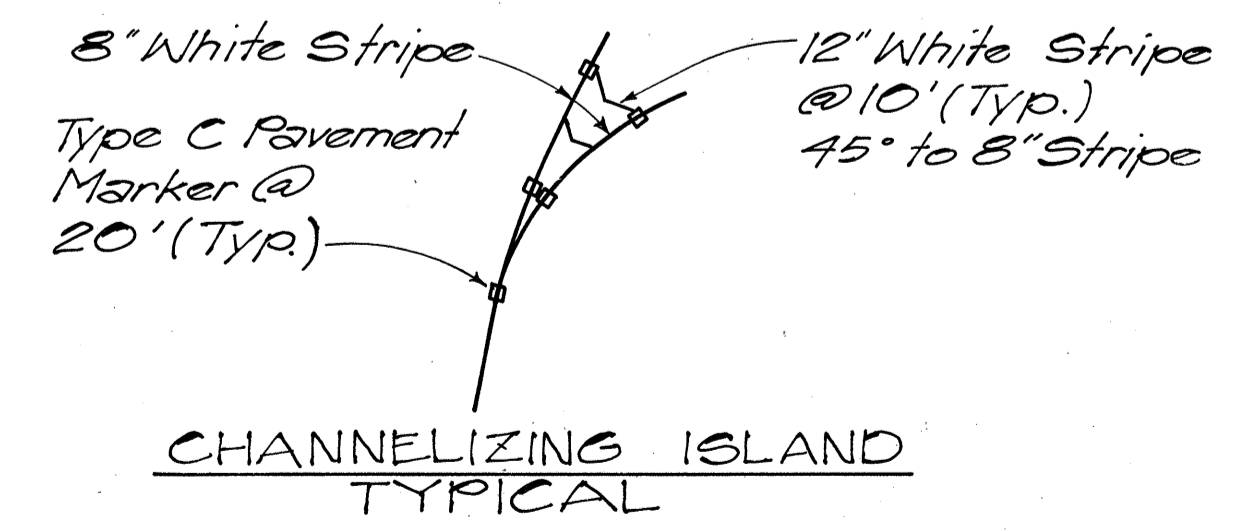 8" White Stripe
Type C Pavement
Marker @
20' (Typ.)
12" White Stripe
@ 10' (Typ.)
45° to 8" Stripe
CHANNELIZING ISLAND
TYPICAL